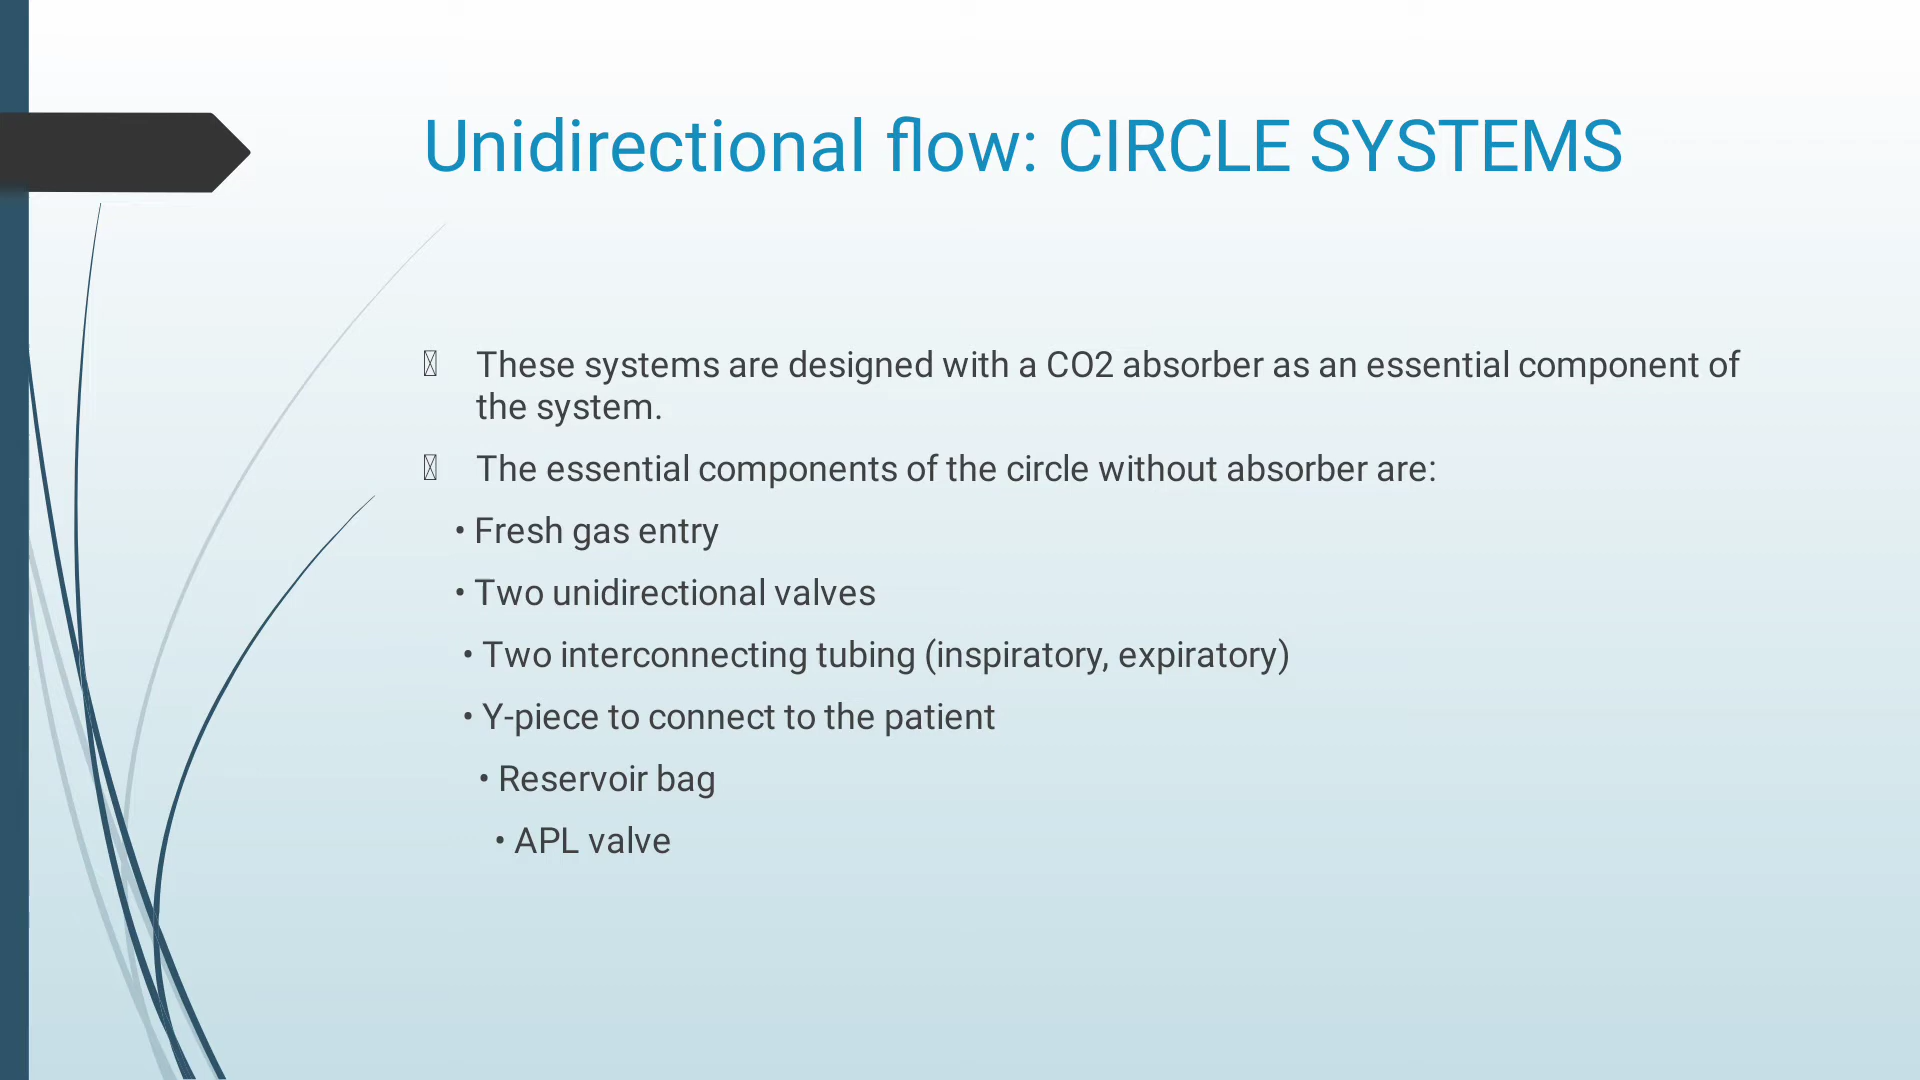 Unidirectional flow: CIRCLE SYSTEMS
These systems are designed with a CO2 absorber as an essential component of
the system.
The essential components of the circle without absorber are:
• Fresh gas entry
• Two unidirectional valves
• Two interconnecting tubing (inspiratory, expiratory)
• Y-piece to connect to the patient
• Reservoir bag
• APL valve